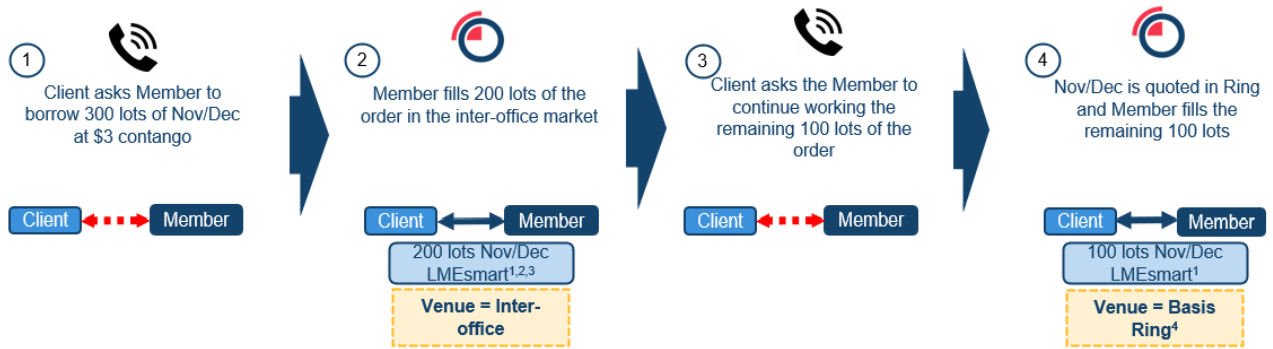 1
Client asks Member to
borrow 300 lots of Nov/Dec
at $3 contango
Client
Member
2
Member fills 200 lots of the
order in the inter-office market
Client
Member
200 lots Nov/Dec
LMEsmart1,2,3
Venue = Inter-
office
3
Client asks the Member to
continue working the
remaining 100 lots of the
order
Client
Member
4
Nov/Dec is quoted in Ring
and Member fills the
remaining 100 lots
Client
Member
100 lots Nov/Dec
LMEsmart1
Venue = Basis
Ring4